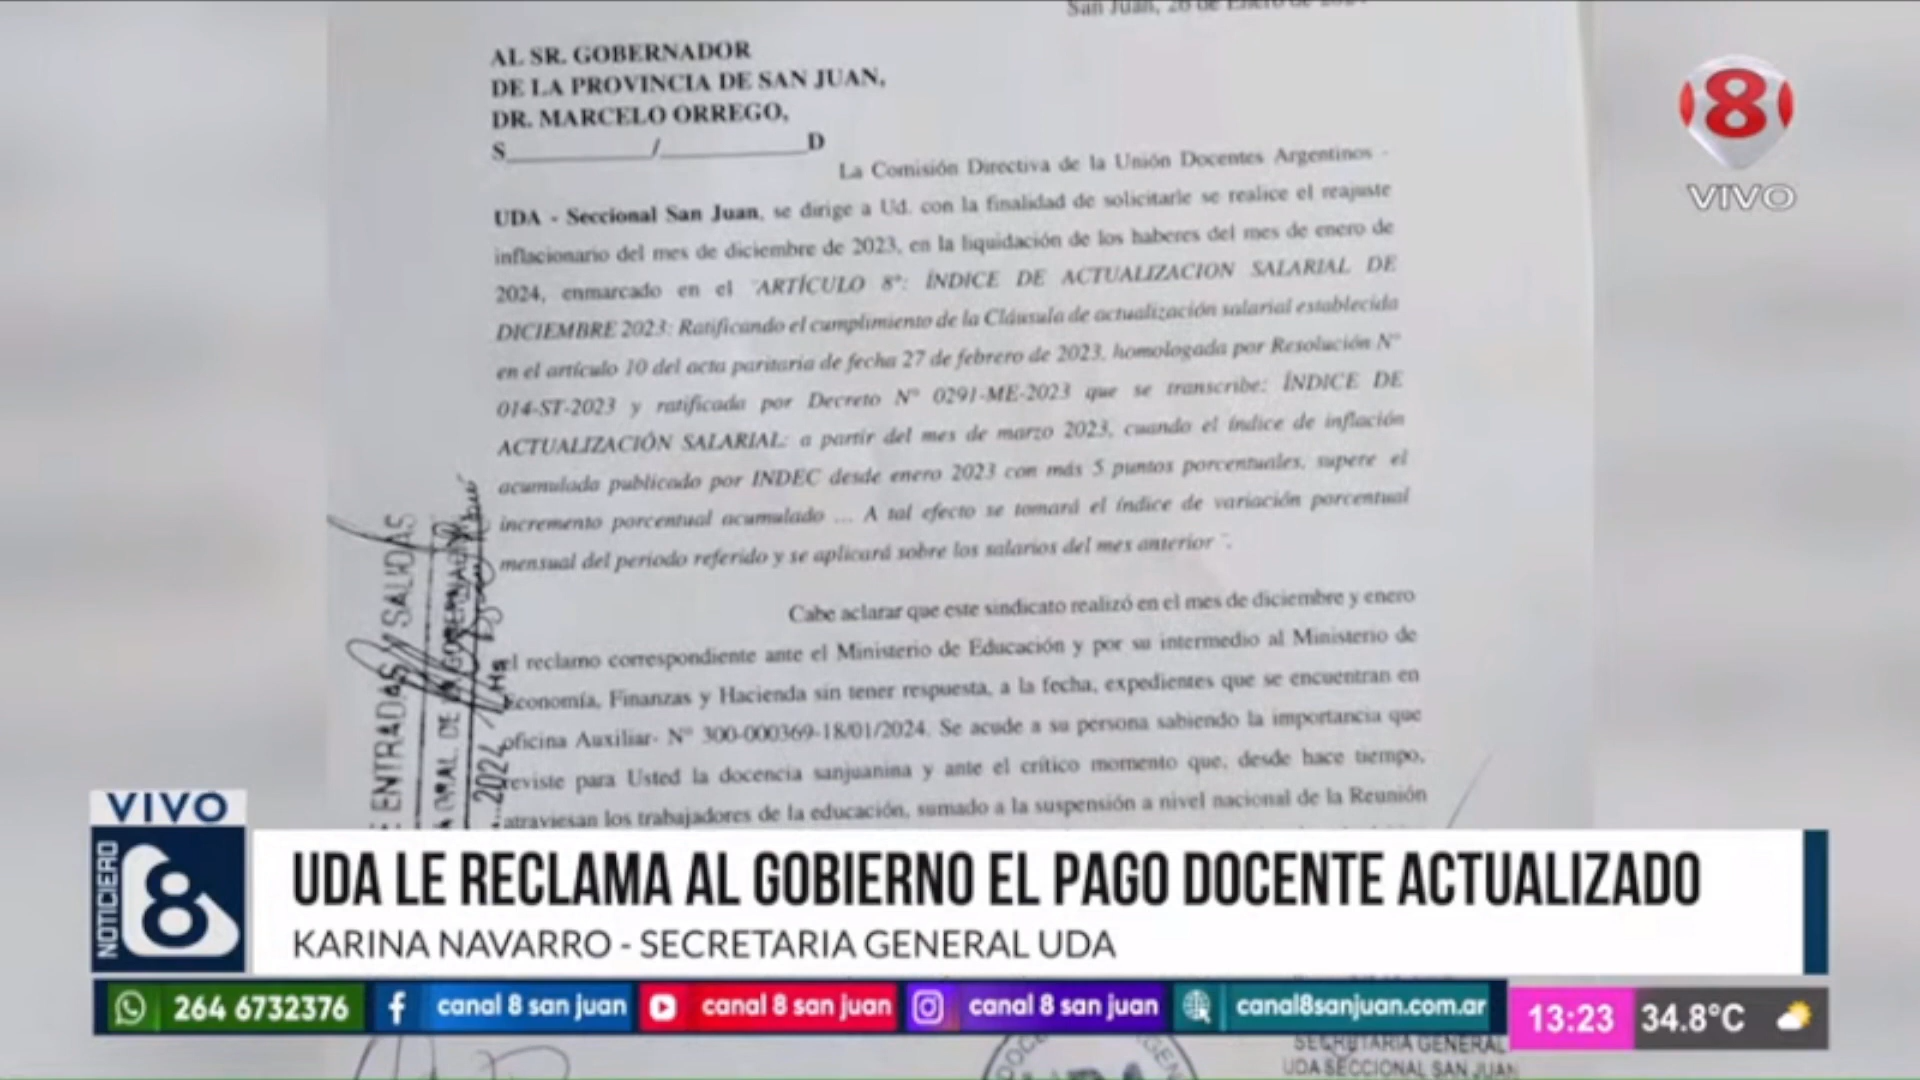 San Juan, 26 de Enero de
AL SR. GOBERNADOR
DE LA PROVINCIA DE SAN JUAN,
DR. MARCELO ORREGO,
S__________/__________D
La Comisión Directiva de la Unión Docentes Argentinos -
UDA - Seccional San Juan, se dirige a Ud. con la finalidad de solicitarle se realice el reajuste
inflacionario del mes de diciembre de 2023, en la liquidación de los haberes del mes de enero de
2024, enmarcado en el "ARTÍCULO 8°: ÍNDICE DE ACTUALIZACION SALARIAL DE
DICIEMBRE 2023: Ratificando el cumplimiento de la Cláusula de actualización salarial establecida
en el artículo 10 del acta paritaria de fecha 27 de febrero de 2023, homologada por Resolución N°
014-ST-2023 y ratificada por Decreto N° 0291-ME-2023 que se transcribe: ÍNDICE DE
ACTUALIZACIÓN SALARIAL: a partir del mes de marzo 2023, cuando el índice de inflación
acumulada publicado por INDEC desde enero 2023 con más 5 puntos porcentuales, supere el
incremento porcentual acumulado ... A tal efecto se tomará el índice de variación porcentual
mensual del periodo referido y se aplicará sobre los salarios del mes anterior ".
Cabe aclarar que este sindicato realizó en el mes de diciembre y enero
el reclamo correspondiente ante el Ministerio de Educación y por su intermedio al Ministerio de
Economía, Finanzas y Hacienda sin tener respuesta, a la fecha, expedientes que se encuentran en
oficina Auxiliar- N° 300-000369-18/01/2024. Se acude a su persona sabiendo la importancia que
reviste para Usted la docencia sanjuanina y ante el crítico momento que, desde hace tiempo,
atraviesan los trabajadores de la educación, sumado a la suspensión a nivel nacional de la Reunión
ENTRADAS Y SALIDAS
DE LA GOBERNACIÓN
2024
8
VIVO
VIVO
NOTICIERO
8
UDA LE RECLAMA AL GOBIERNO EL PAGO DOCENTE ACTUALIZADO
KARINA NAVARRO - SECRETARIA GENERAL UDA
264 6732376 canal 8 san juan canal 8 san juan canal 8 san juan canal8sanjuan.com.ar 13:23 34.8°C
SECRETARIA GENERAL
UDA SECCIONAL SAN JUAN